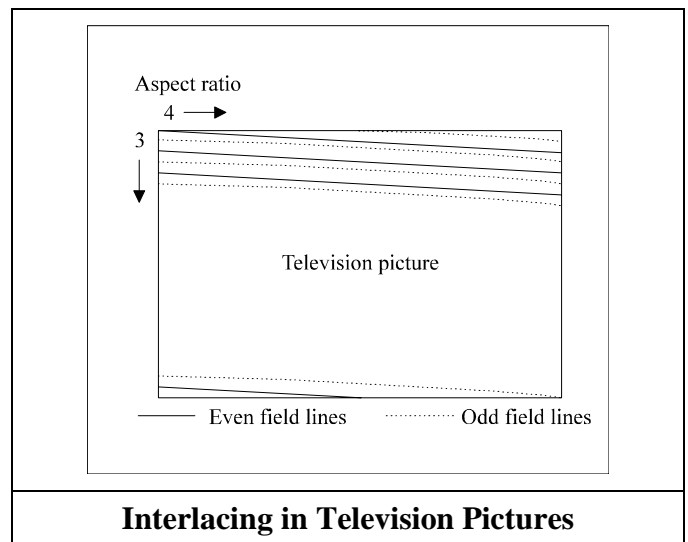 Aspect ratio
4
3
Television picture
Even field lines
Odd field lines
Interlacing in Television Pictures